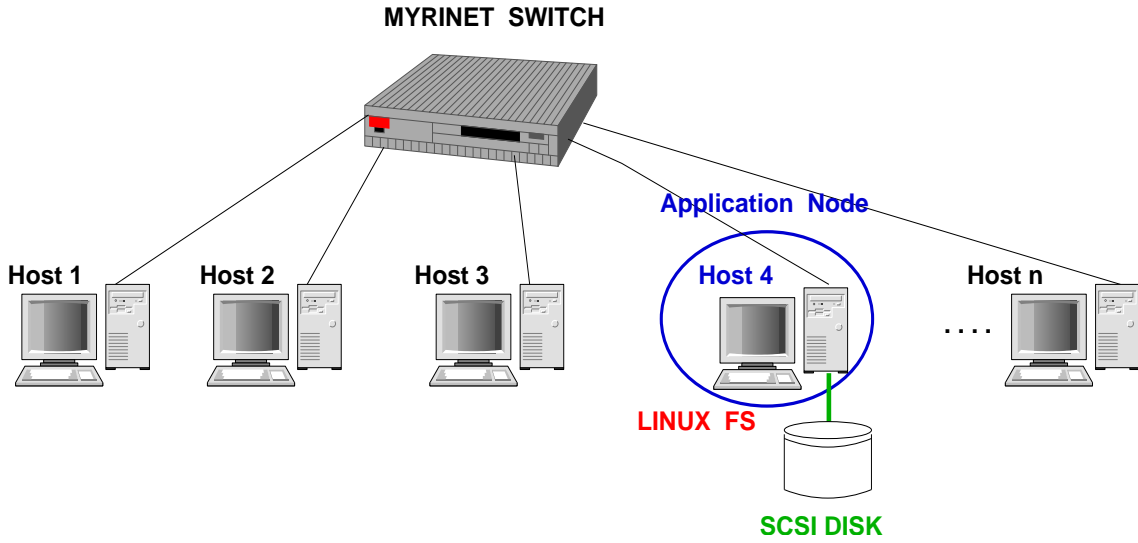 MYRINET SWITCH
Application Node
Host 1
Host 2
Host 3
Host 4
Host n
. . . .
LINUX FS
SCSI DISK